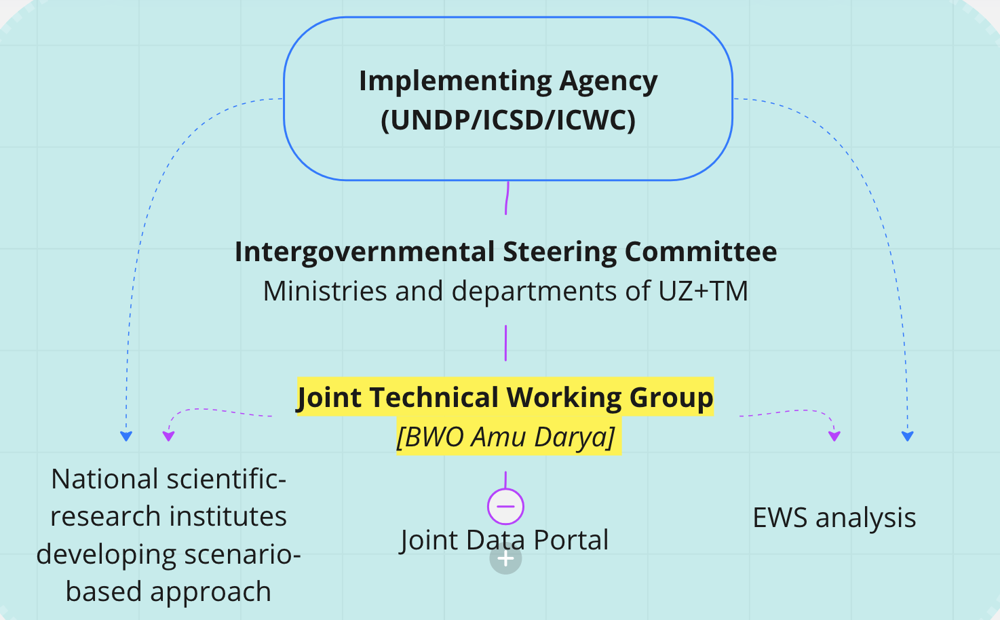 Implementing Agency
(UNDP/ICSD/ICWC)
Intergovernmental Steering Committee
Ministries and departments of UZ+TM
Joint Technical Working Group
[BWO Amu Darya]
National scientific-
research institutes
developing scenario-
based approach
Joint Data Portal
EWS analysis